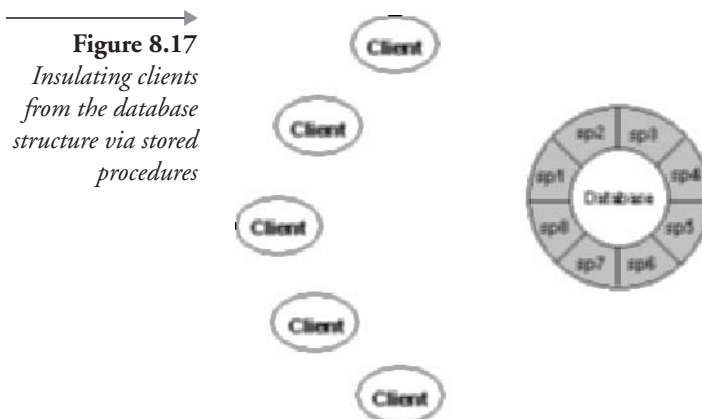 Figure 8.17
Insulating clients
from the database
structure via stored
procedures
Client
Client
Client
Client
Client
sp2
sp3
sp1
sp4
Database
sp8
sp5
sp7
sp6